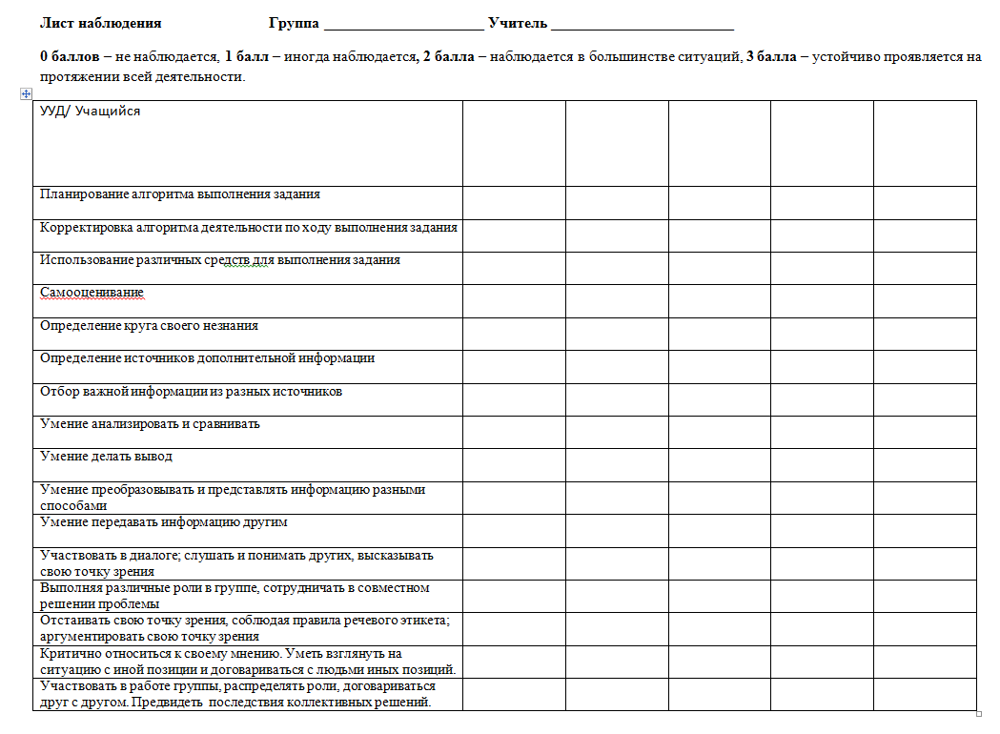 Лист наблюдения Группа ______________________ Учитель _________________________
0 баллов – не наблюдается, 1 балл – иногда наблюдается, 2 балла – наблюдается в большинстве ситуаций, 3 балла – устойчиво проявляется на
протяжении всей деятельности.
УУД/ Учащийся
Планирование алгоритма выполнения задания
Корректировка алгоритма деятельности по ходу выполнения задания
Использование различных средств для выполнения задания
Самооценивание
Определение круга своего незнания
Определение источников дополнительной информации
Отбор важной информации из разных источников
Умение анализировать и сравнивать
Умение делать вывод
Умение преобразовывать и представлять информацию разными
способами
Умение передавать информацию другим
Участвовать в диалоге; слушать и понимать других, высказывать
свою точку зрения
Выполняя различные роли в группе, сотрудничать в совместном
решении проблемы
Отстаивать свою точку зрения, соблюдая правила речевого этикета;
аргументировать свою точку зрения
Критично относиться к своему мнению. Уметь взглянуть на
ситуацию с иной позиции и договариваться с людьми иных позиций.
Участвовать в работе группы, распределять роли, договариваться
друг с другом. Предвидеть последствия коллективных решений.